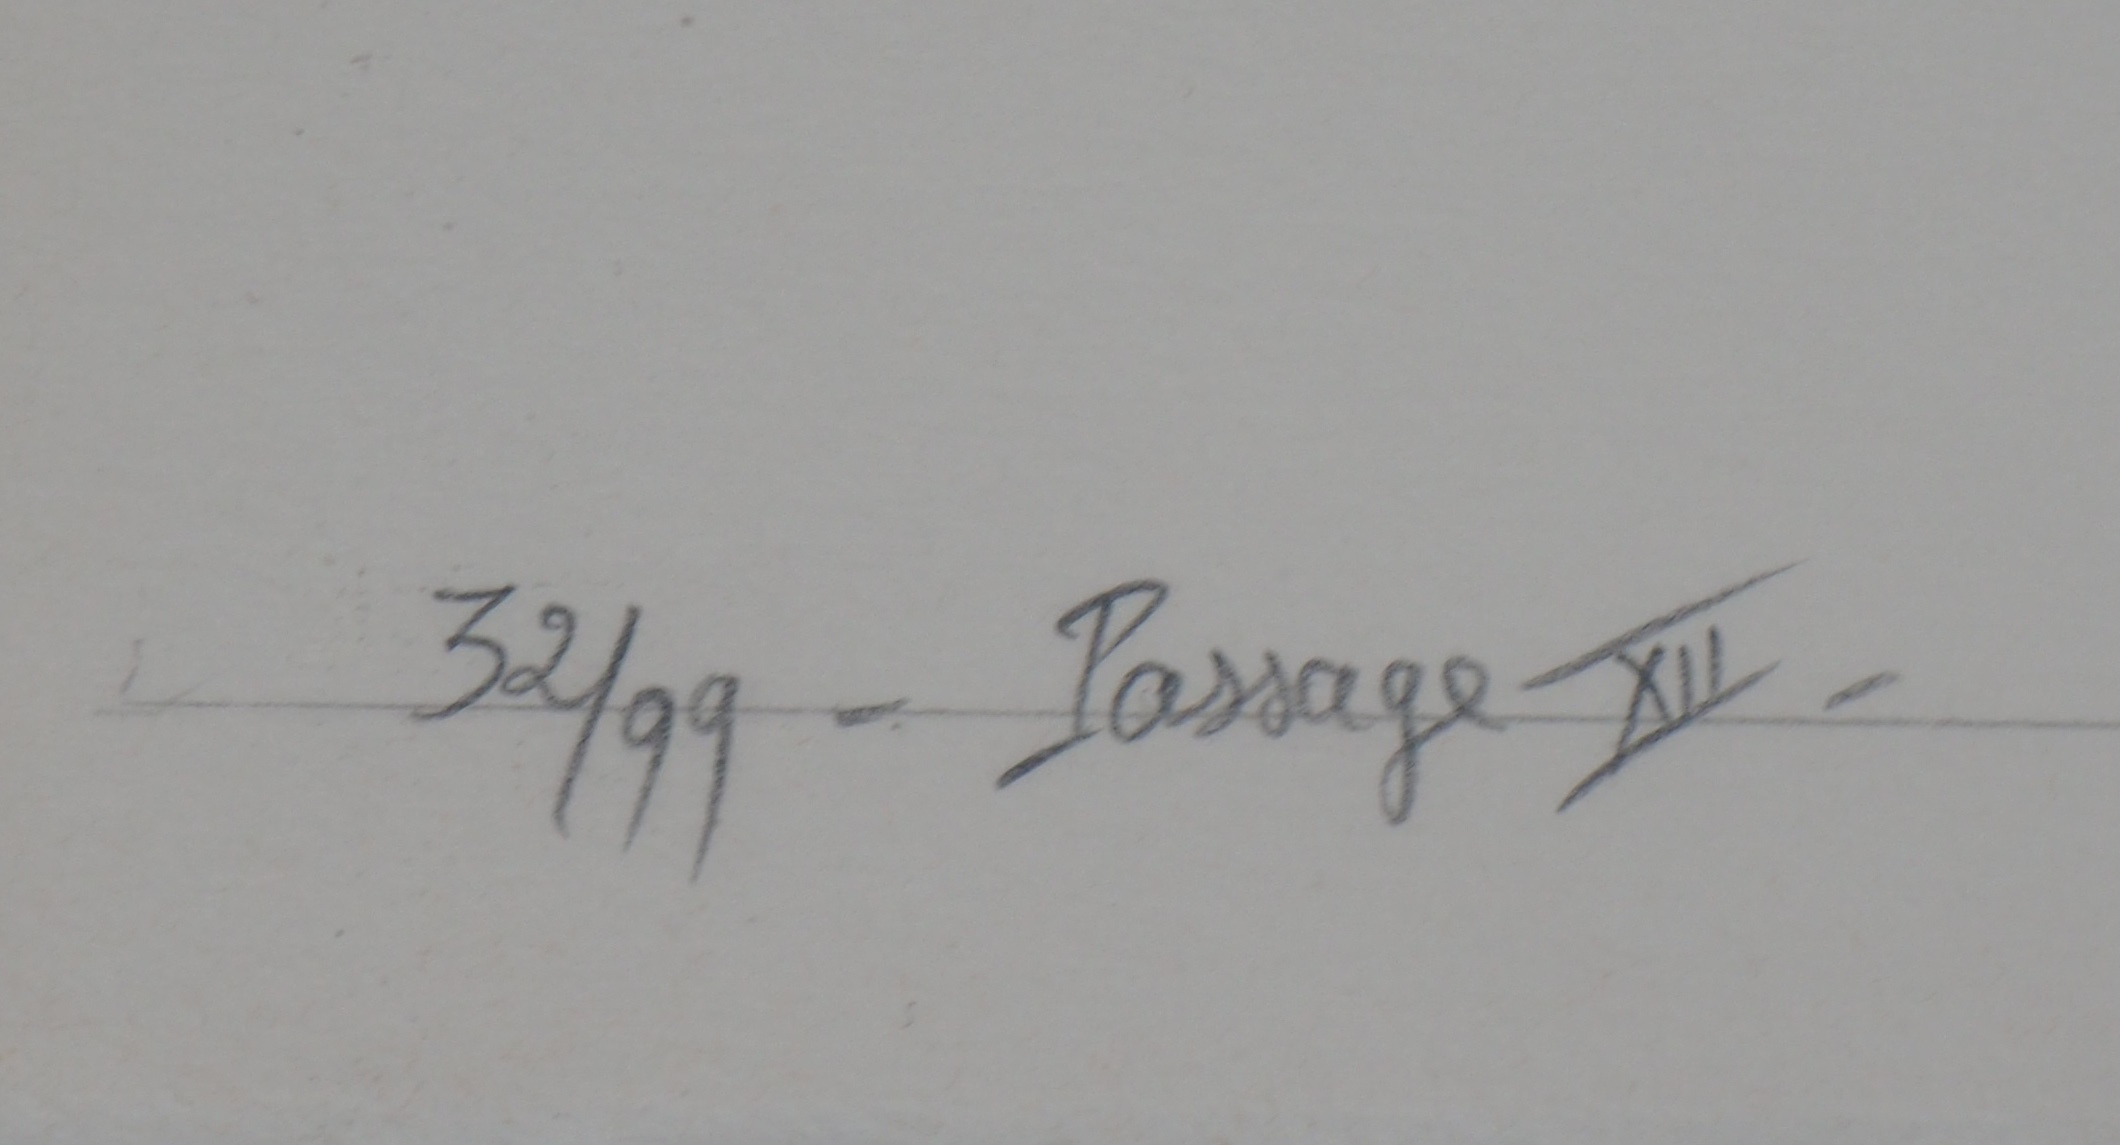 32/99 - Passage XII -